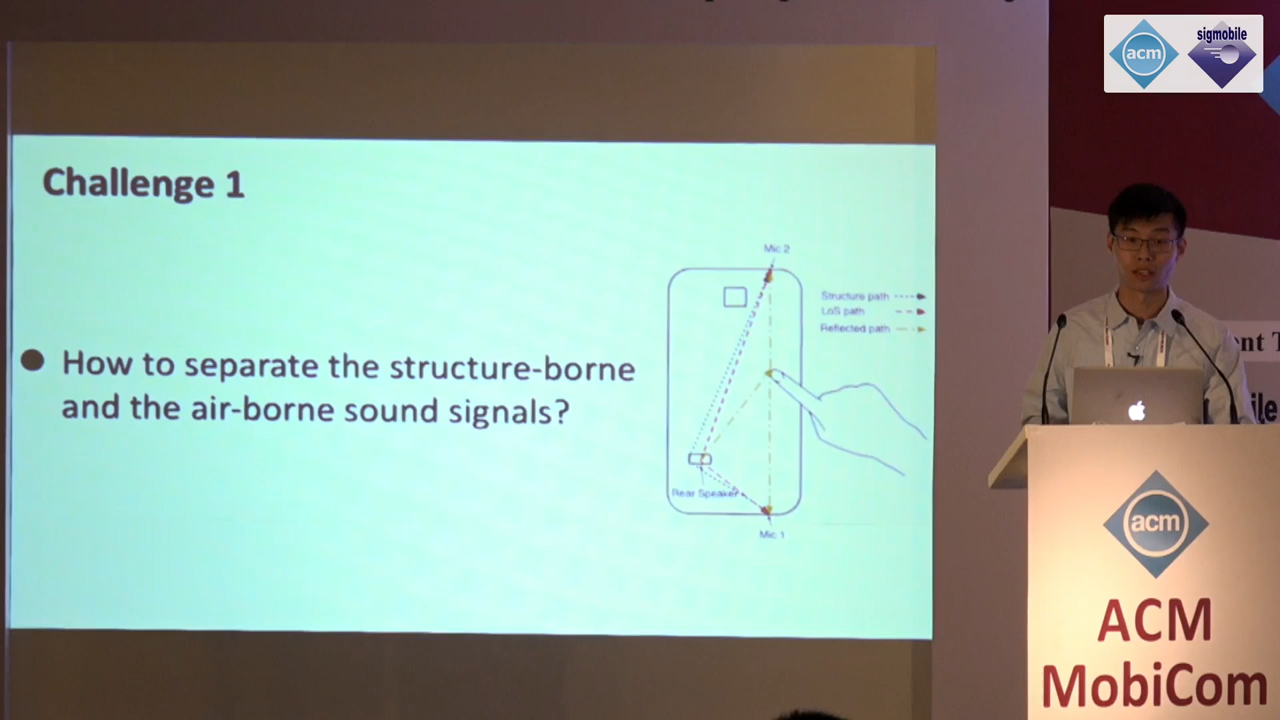 acm
sigmobile
Challenge 1
How to separate the structure-borne
and the air-borne sound signals?
Mic 2
Structure path
LoS path
Reflected path
Rear Speaker
Mic 1
acm
ACM
MobiCom